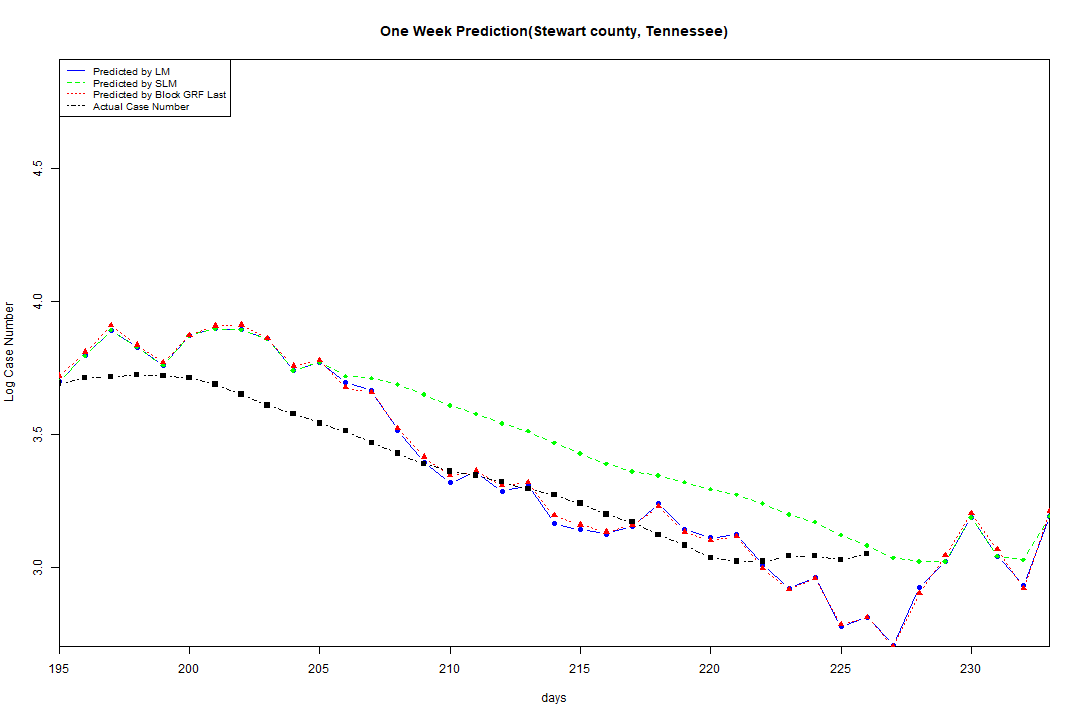 One Week Prediction(Stewart county, Tennessee)
Predicted by LM
Predicted by SLM
Predicted by Block GRF Last
Actual Case Number
4.5
4.0
3.5
3.0
Log Case Number
195 200 205 210 215 220 225 230
days